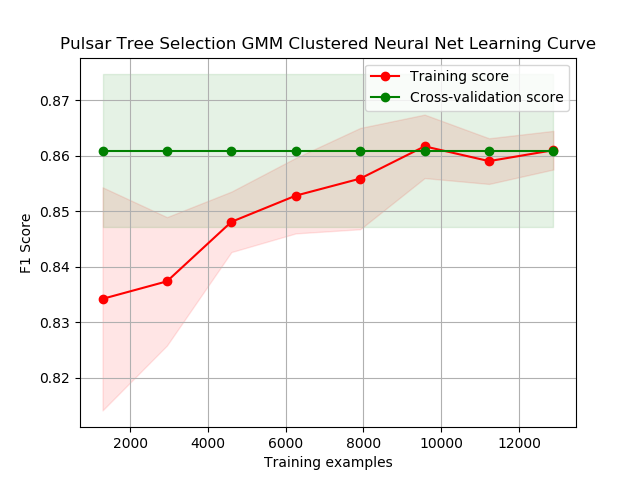 Pulsar Tree Selection GMM Clustered Neural Net Learning Curve
Training score
Cross-validation score
0.87
0.86
0.85
0.84
0.83
0.82
F1 Score
2000 4000 6000 8000 10000 12000
Training examples